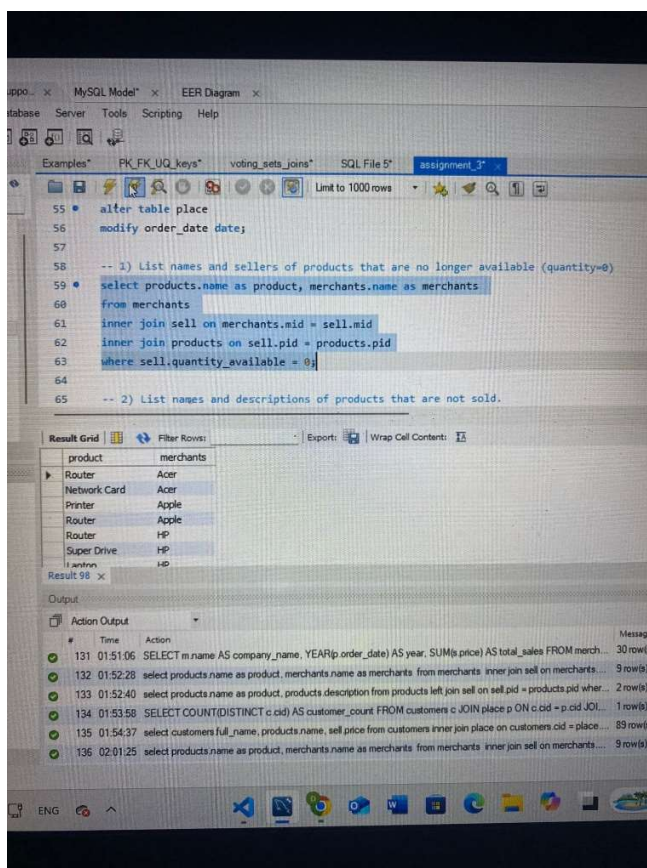 uppo...
MySQL Model*
EER Diagram
atabase Server Tools Scripting Help
Examples* PK_FK_UQ_keys* voting_sets_joins* SQL File 5* assignment_3*
Limit to 1000 rows
55 alter table place
56 modify order_date date;
57
58 -- 1) List names and sellers of products that are no longer available (quantity=0)
59 select products.name as product, merchants.name as merchants
60 from merchants
61 inner join sell on merchants.mid = sell.mid
62 inner join products on sell.pid = products.pid
63 where sell.quantity_available = 0;
64
65 -- 2) List names and descriptions of products that are not sold.
Result Grid Filter Rows: Export: Wrap Cell Content:
product merchants
Router Acer
Network Card Acer
Printer Apple
Router Apple
Router HP
Super Drive HP
Laptop HP
Result 98
Output
Action Output
# Time Action Messag
131 01:51:06 SELECT m.name AS company_name, YEAR(p.order_date) AS year, SUM(s.price) AS total_sales FROM merch... 30 row(
132 01:52:28 select products.name as product, merchants.name as merchants from merchants inner join sell on merchants.... 9 row(s)
133 01:52:40 select products.name as product, products.description from products left join sell on sell.pid = products.pid wher... 2 row(s)
134 01:53:58 SELECT COUNT(DISTINCT c.cid) AS customer_count FROM customers c JOIN place p ON c.cid = p.cid JOI... 1 row(s)
135 01:54:37 select customers.full_name, products.name, sell.price from customers inner join place on customers.cid = place.... 89 row(
136 02:01:25 select products.name as product, merchants.name as merchants from merchants inner join sell on merchants.... 9 row(s)
ENG